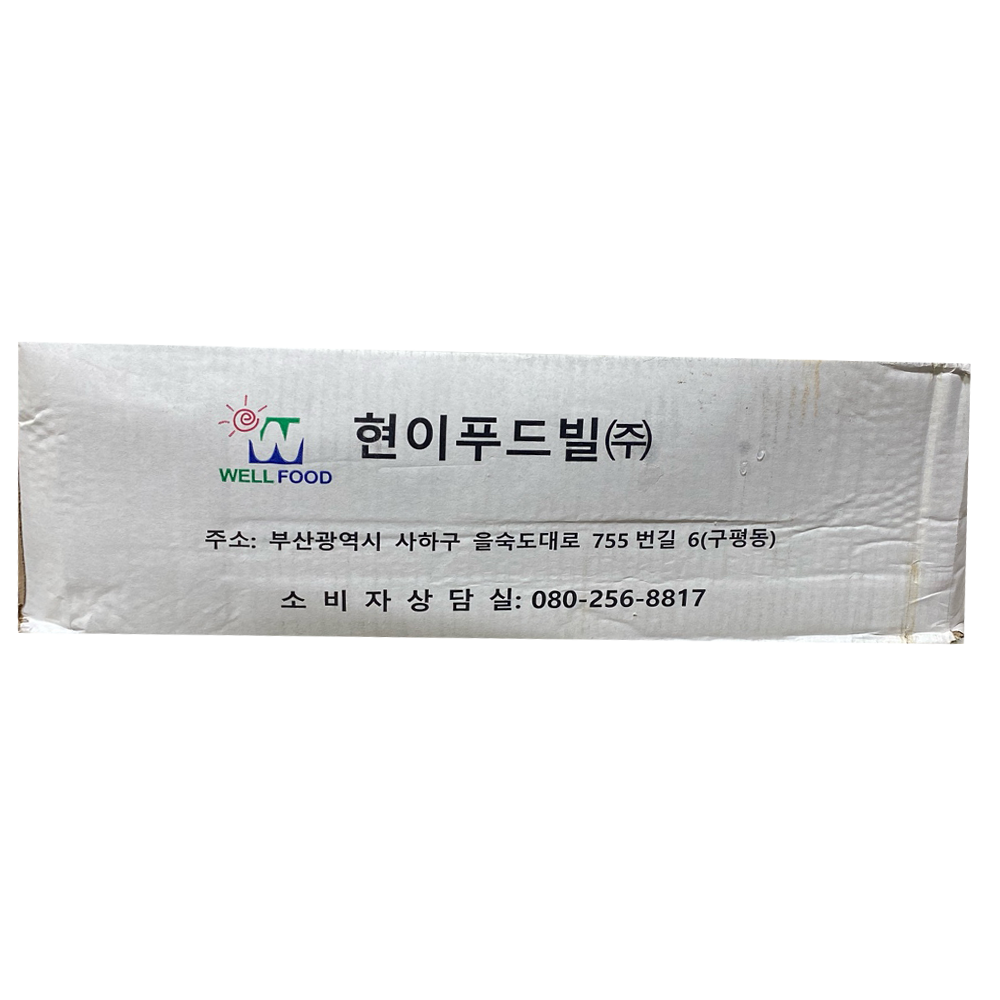 WELL FOOD
현이푸드빌㈜
주소: 부산광역시 사하구 을숙도대로 755 번길 6(구평동)
소 비 자 상 담 실: 080-256-8817